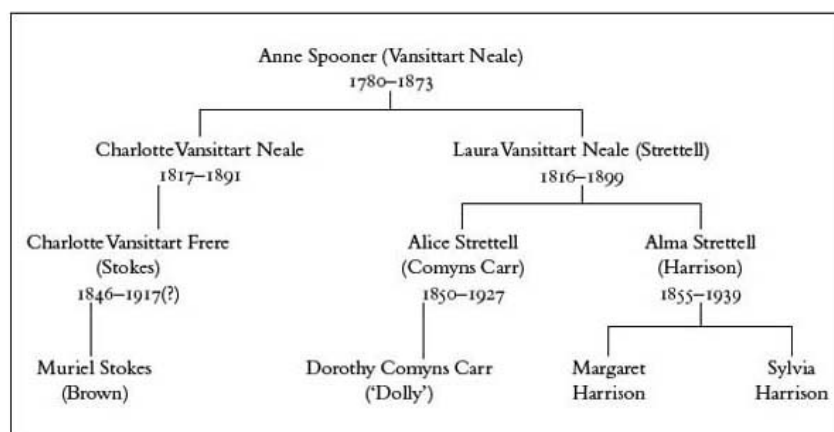 Anne Spooner (Vansittart Neale)
1780–1873
Charlotte Vansittart Neale
1817–1891
Laura Vansittart Neale (Strettell)
1816–1899
Charlotte Vansittart Frere
(Stokes)
1846–1917(?)
Alice Strettell
(Comyns Carr)
1850–1927
Alma Strettell
(Harrison)
1855–1939
Muriel Stokes
(Brown)
Dorothy Comyns Carr
(‘Dolly’)
Margaret
Harrison
Sylvia
Harrison